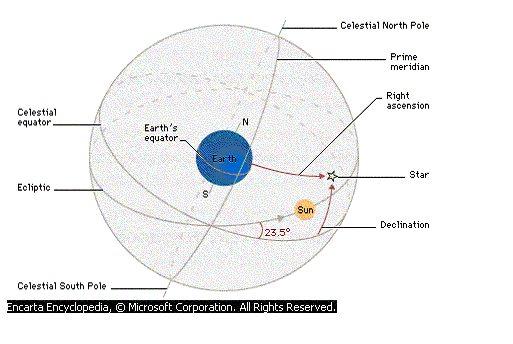 Celestial North Pole
Prime
meridian
Right
ascension
Celestial
equator
Earth's
equator
N
Earth
Star
Ecliptic
S
Sun
Declination
23.5°
Celestial South Pole
Encarta Encyclopedia, © Microsoft Corporation. All Rights Reserved.